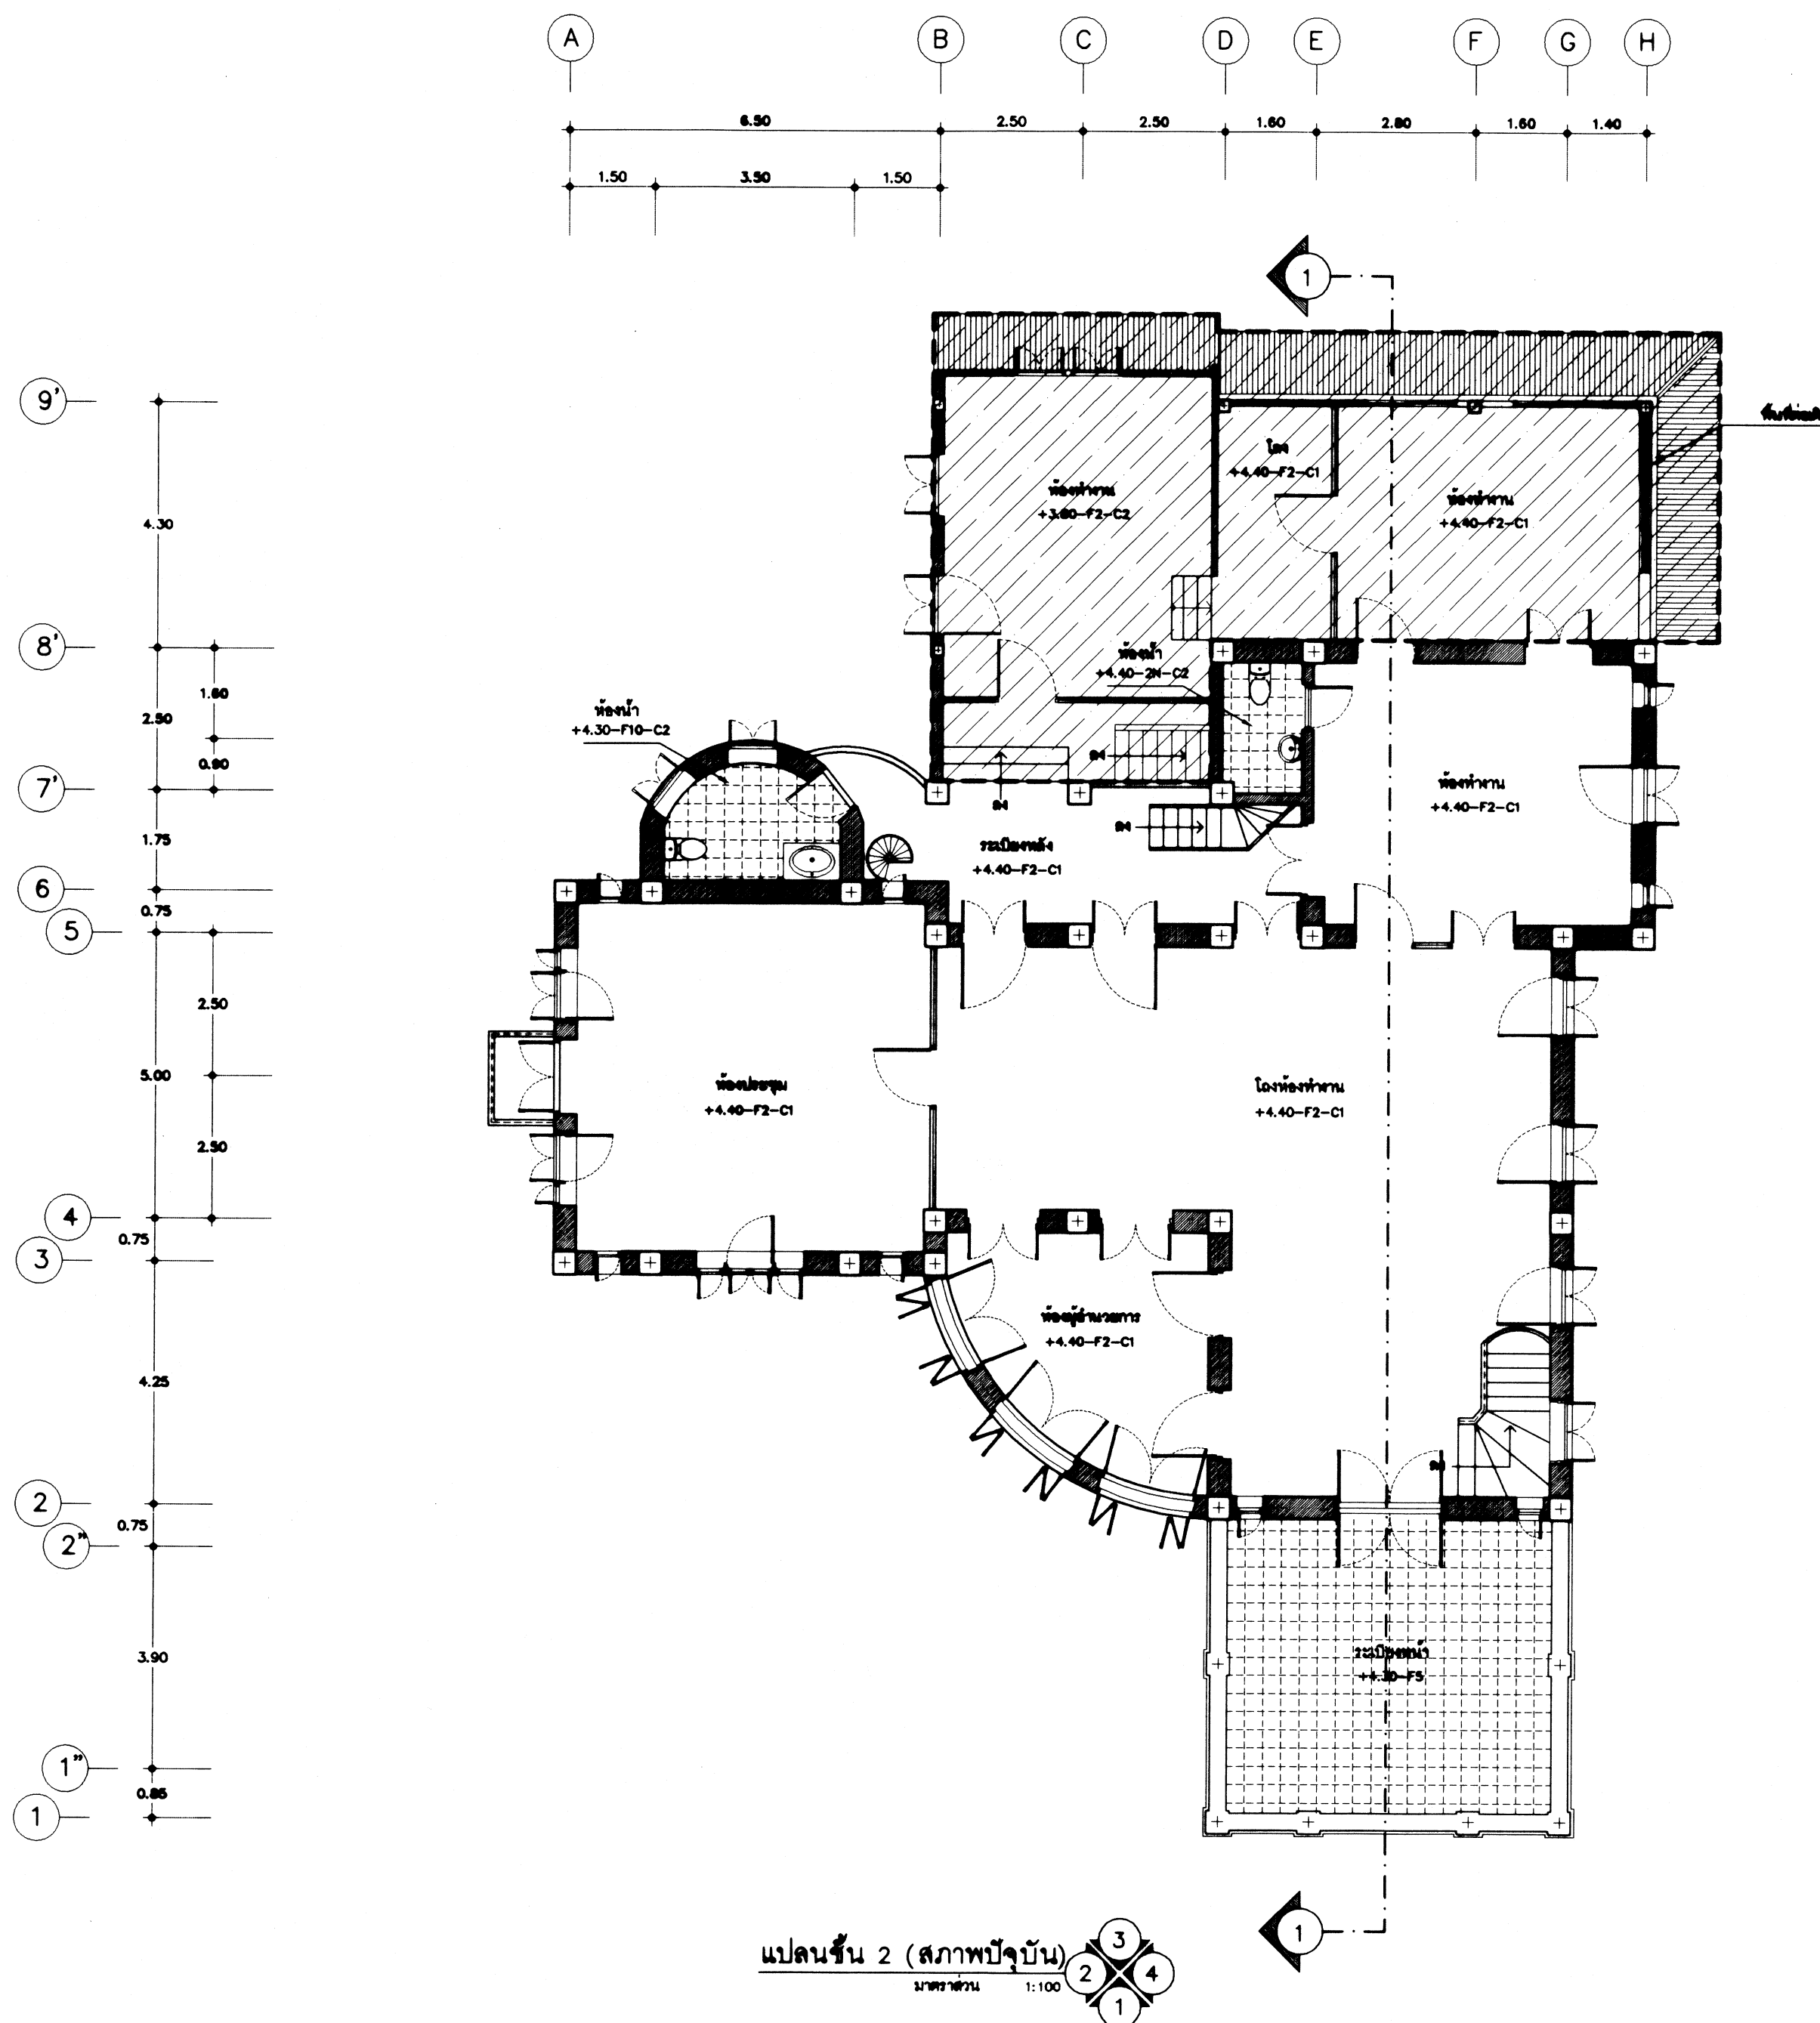 A B C D E F G H
6.50 2.50 2.50 1.60 2.80 1.60 1.40
1.50 3.50 1.50
1
9'
4.30
โถง
+4.40-F2-C1
ห้องทำงาน
+3.80-F2-C2
ห้องทำงาน
+4.40-F2-C1
8'
ห้องน้ำ
+4.40-2N-C2
1.60
2.50
ห้องน้ำ
+4.30-F10-C2
0.90
7'
ลง
ลง
ห้องทำงาน
+4.40-F2-C1
ลง
1.75
ระเบียงหลัง
+4.40-F2-C1
6
0.75
5
2.50
5.00
ห้องประชุม
+4.40-F2-C1
โถงห้องทำงาน
+4.40-F2-C1
2.50
4
0.75
3
ห้องผู้อำนวยการ
+4.40-F2-C1
4.25
ลง
2
0.75
2"
3.90
ระเบียงหน้า
1"
0.85
1
1
แปลนชั้น 2 (สภาพปัจุบัน)
มาตราส่วน 1:100
3
2 4
1